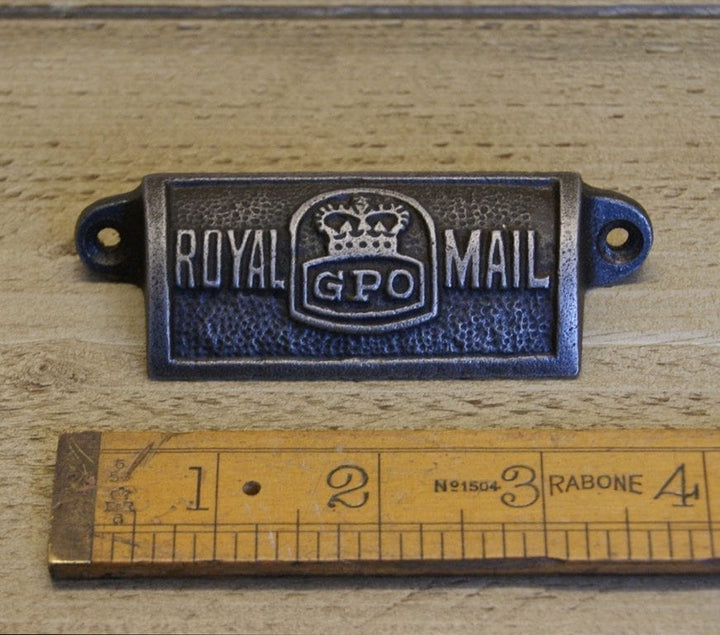 ROYAL GPO MAIL
1 2 Nº1504 3 RABONE 4